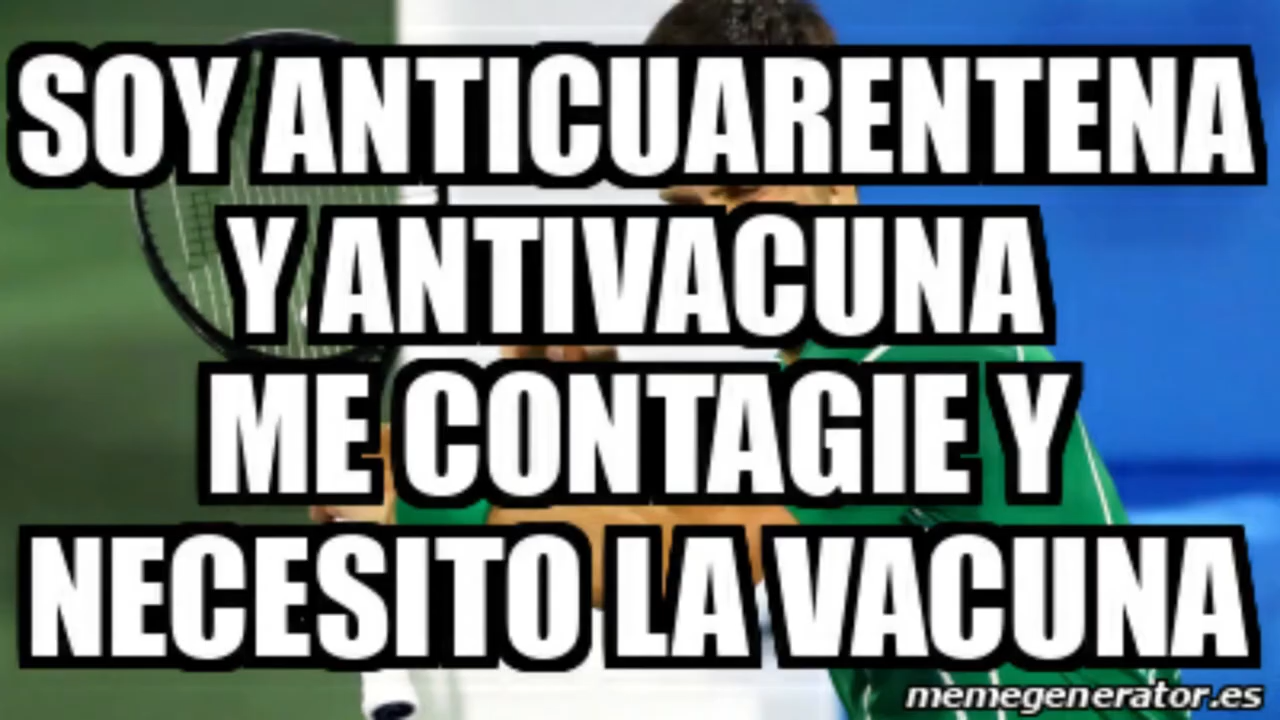 SOY ANTICUARENTENA
Y ANTIVACUNA
ME CONTAGIE Y
NECESITO LA VACUNA
memegenerator.es